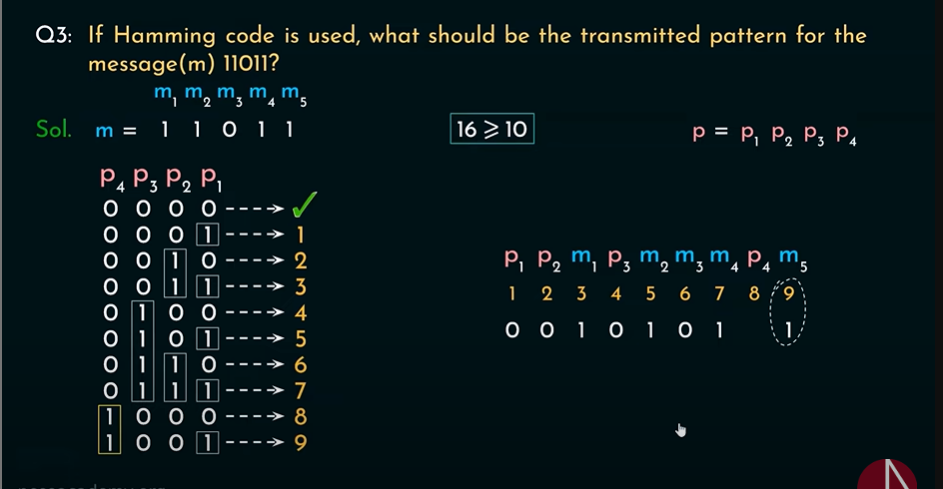 Q3: If Hamming code is used, what should be the transmitted pattern for the
message(m) 11011?
m₁ m₂ m₃ m₄ m₅
Sol. m = 1 1 0 1 1
16 ⩾ 10
p = p₁ p₂ p₃ p₄
p₄ p₃ p₂ p₁
0 0 0 0 ----> ✓
0 0 0 1 ----> 1
0 0 1 0 ----> 2
0 0 1 1 ----> 3
0 1 0 0 ----> 4
0 1 0 1 ----> 5
0 1 1 0 ----> 6
0 1 1 1 ----> 7
1 0 0 0 ----> 8
1 0 0 1 ----> 9
p₁ p₂ m₁ p₃ m₂ m₃ m₄ p₄ m₅
1 2 3 4 5 6 7 8 9
0 0 1 0 1 0 1 1